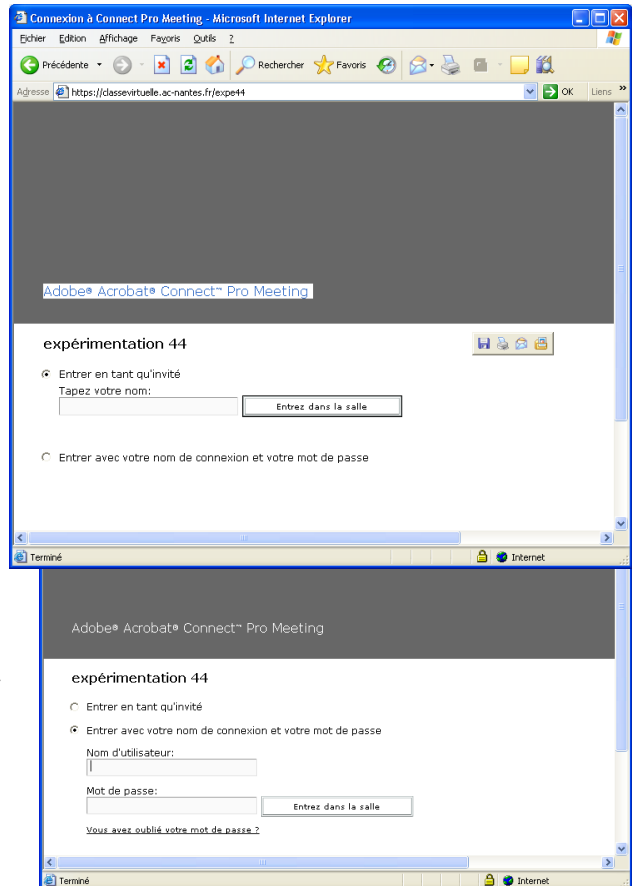 Connexion à Connect Pro Meeting - Microsoft Internet Explorer
Fichier Edition Affichage Favoris Outils ?
Précédente Rechercher Favoris
Adresse https://classevirtuelle.ac-nantes.fr/expe44 OK Liens »
Adobe® Acrobat® Connect™ Pro Meeting
expérimentation 44
Entrer en tant qu'invité
Tapez votre nom:
Entrez dans la salle
Entrer avec votre nom de connexion et votre mot de passe
Terminé Internet
Adobe® Acrobat® Connect™ Pro Meeting
expérimentation 44
Entrer en tant qu'invité
Entrer avec votre nom de connexion et votre mot de passe
Nom d'utilisateur:
Mot de passe:
Entrez dans la salle
Vous avez oublié votre mot de passe ?
Terminé Internet